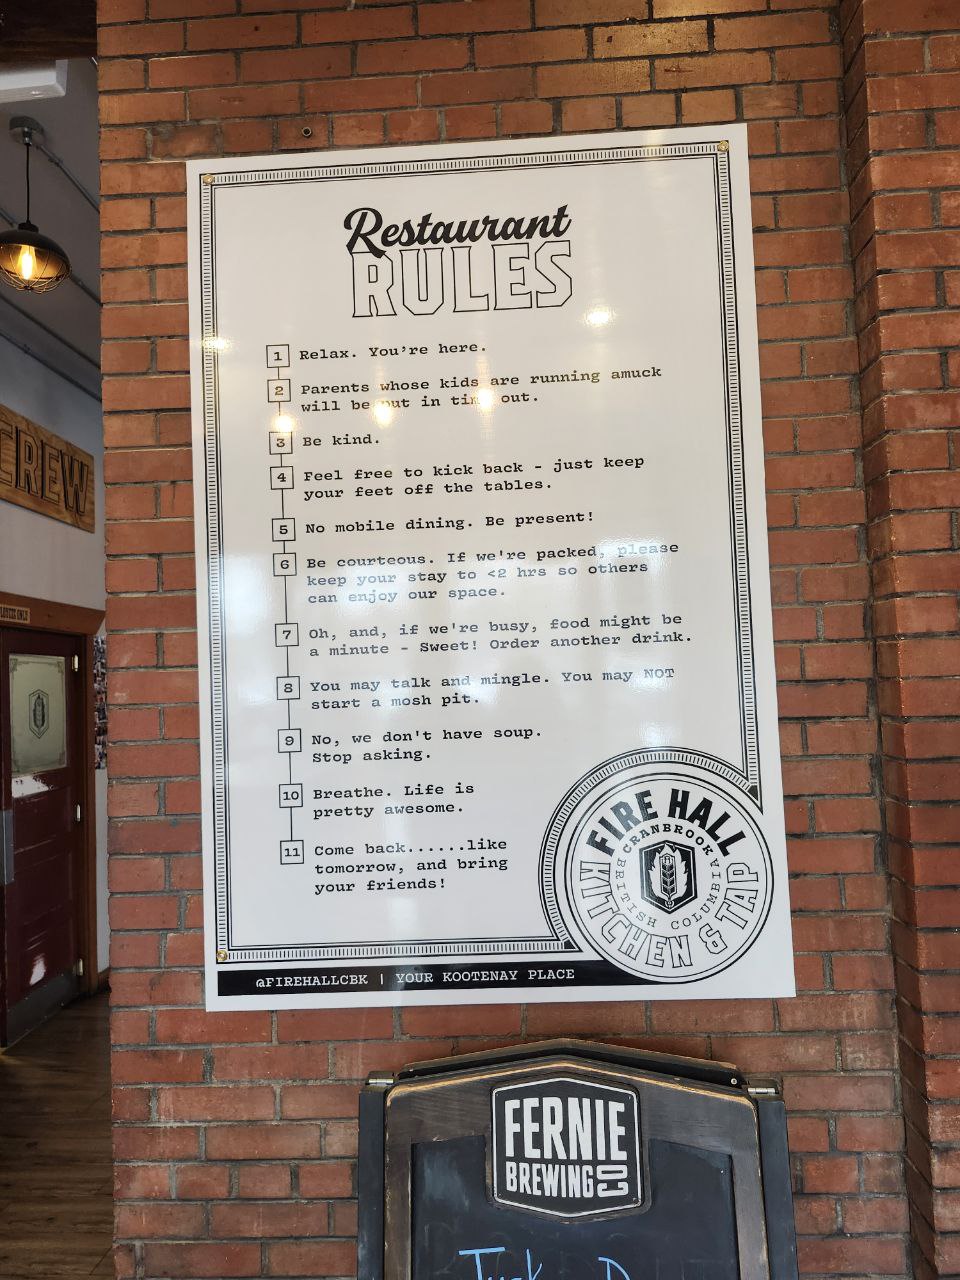 Restaurant
RULES
1 Relax. You're here.
2 Parents whose kids are running amuck
will be put in time out.
3 Be kind.
4 Feel free to kick back - just keep
your feet off the tables.
5 No mobile dining. Be present!
6 Be courteous. If we're packed, please
keep your stay to <2 hrs so others
can enjoy our space.
7 Oh, and, if we're busy, food might be
a minute - Sweet! Order another drink.
8 You may talk and mingle. You may NOT
start a mosh pit.
9 No, we don't have soup.
Stop asking.
10 Breathe. Life is
pretty awesome.
11 Come back......like
tomorrow, and bring
your friends!
FIRE HALL
KITCHEN & TAP
CRANBROOK
BRITISH COLUMBIA
@FIREHALLCBK | YOUR KOOTENAY PLACE
CREW
ONLY
FERNIE
BREWING CO